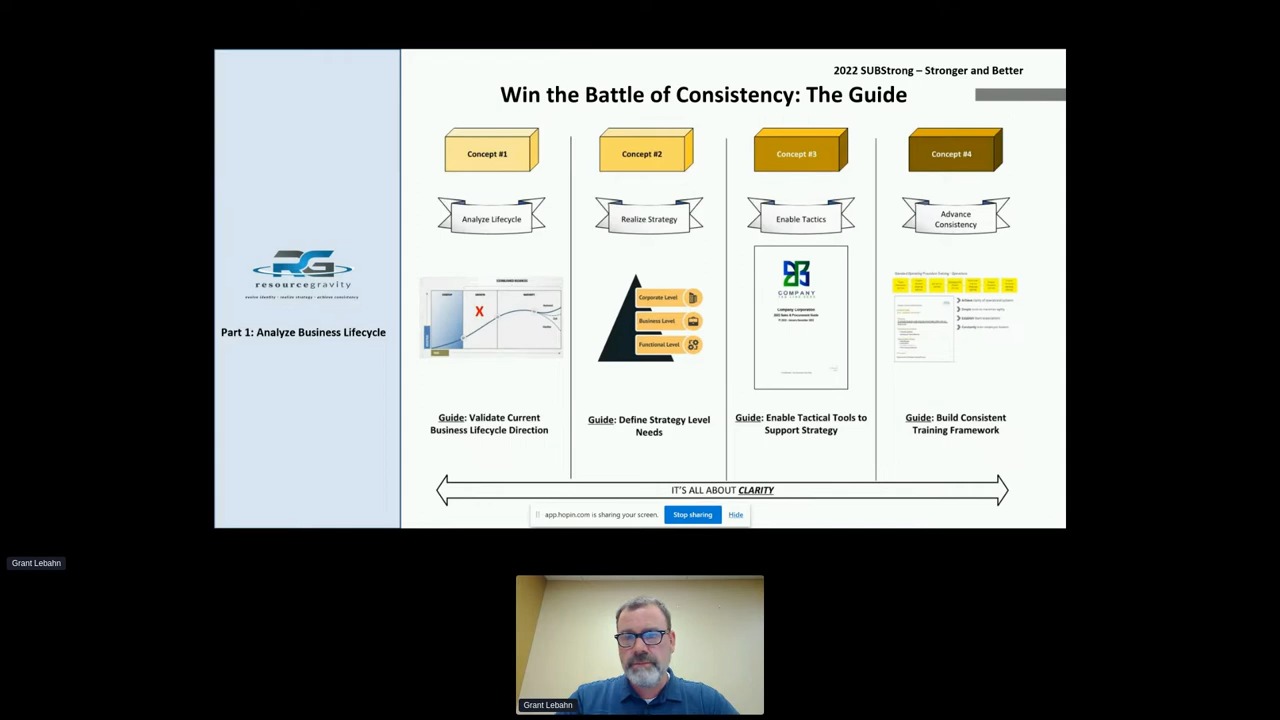 2022 SUBStrong – Stronger and Better
Win the Battle of Consistency: The Guide
Concept #1
Concept #2
Concept #3
Concept #4
Analyze Lifecycle
Realize Strategy
Enable Tactics
Advance
Consistency
RG
resourcegravity
Part 1: Analyze Business Lifecycle
X
Corporate Level
Business Level
Functional Level
COMPANY
Company Corporation
Guide: Validate Current
Business Lifecycle Direction
Guide: Define Strategy Level
Needs
Guide: Enable Tactical Tools to
Support Strategy
Guide: Build Consistent
Training Framework
IT'S ALL ABOUT CLARITY
app.hopin.com is sharing your screen.
Stop sharing
Hide
Grant Lebahn
Grant Lebahn